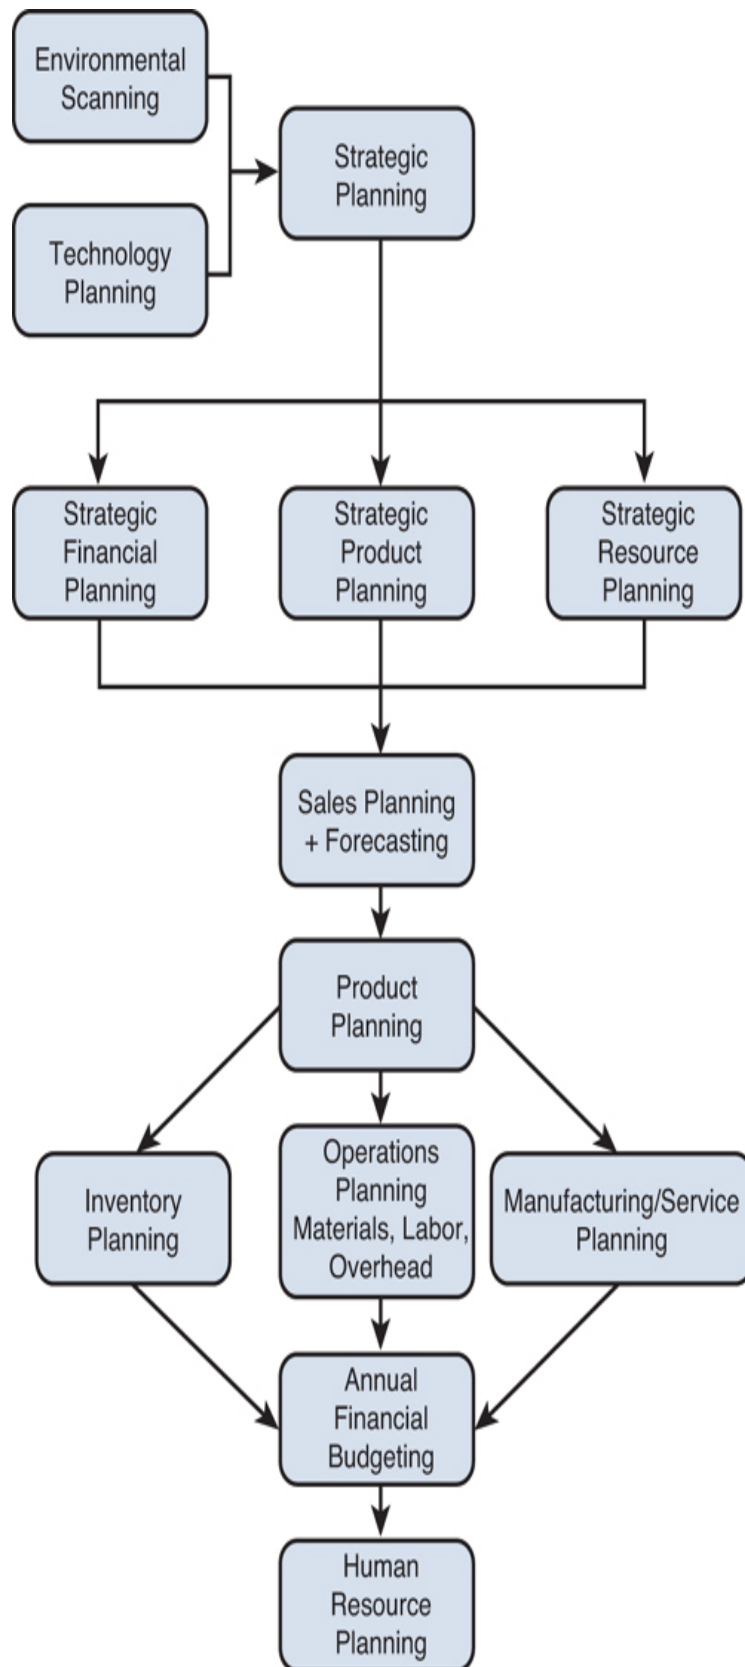 Environmental
Scanning
Strategic
Planning
Technology
Planning
Strategic
Financial
Planning
Strategic
Product
Planning
Strategic
Resource
Planning
Sales Planning
+ Forecasting
Product
Planning
Inventory
Planning
Operations
Planning
Materials, Labor,
Overhead
Manufacturing/Service
Planning
Annual
Financial
Budgeting
Human
Resource
Planning